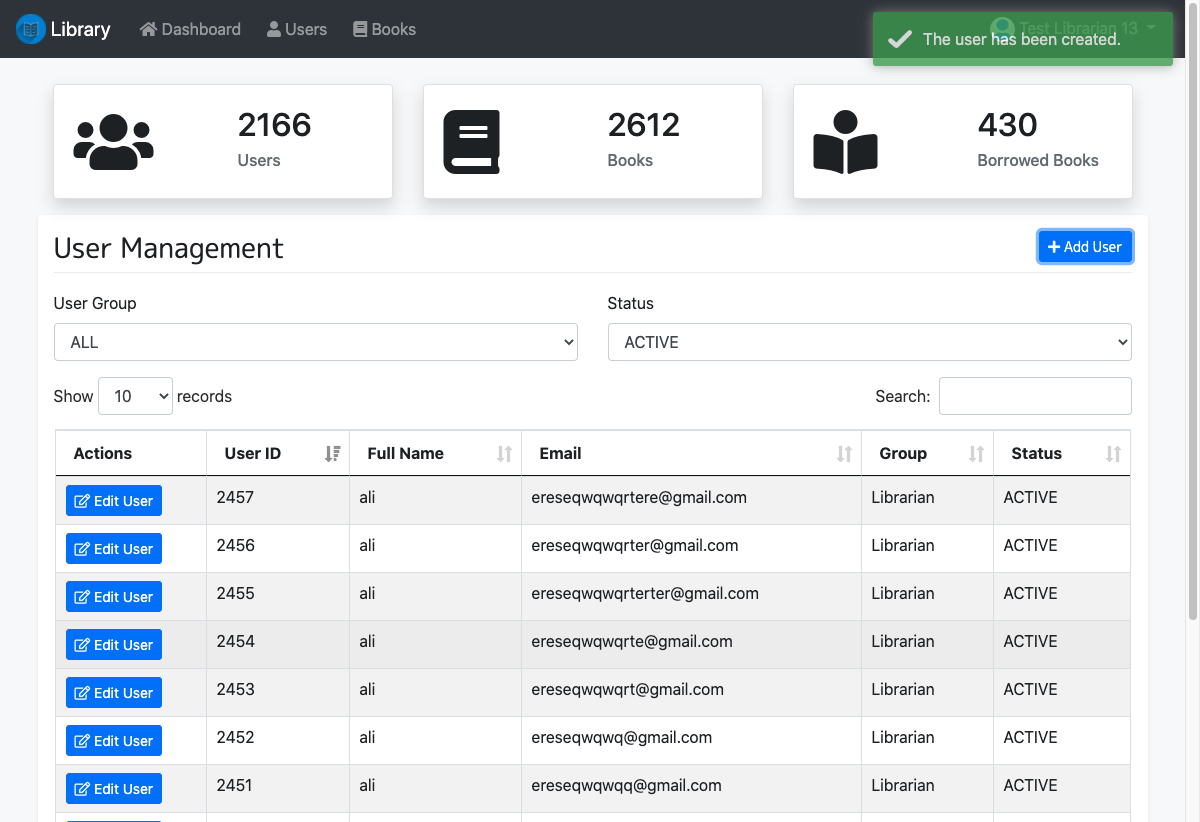 Library Dashboard Users Books Test Librarian 13
The user has been created.
2166
Users
2612
Books
430
Borrowed Books
User Management + Add User
User Group Status
ALL ACTIVE
Show 10 records Search:
Actions User ID Full Name Email Group Status
Edit User 2457 ali ereseqwqwqrtere@gmail.com Librarian ACTIVE
Edit User 2456 ali ereseqwqwqrter@gmail.com Librarian ACTIVE
Edit User 2455 ali ereseqwqwqrterter@gmail.com Librarian ACTIVE
Edit User 2454 ali ereseqwqwqrte@gmail.com Librarian ACTIVE
Edit User 2453 ali ereseqwqwqrt@gmail.com Librarian ACTIVE
Edit User 2452 ali ereseqwqwq@gmail.com Librarian ACTIVE
Edit User 2451 ali ereseqwqwqq@gmail.com Librarian ACTIVE